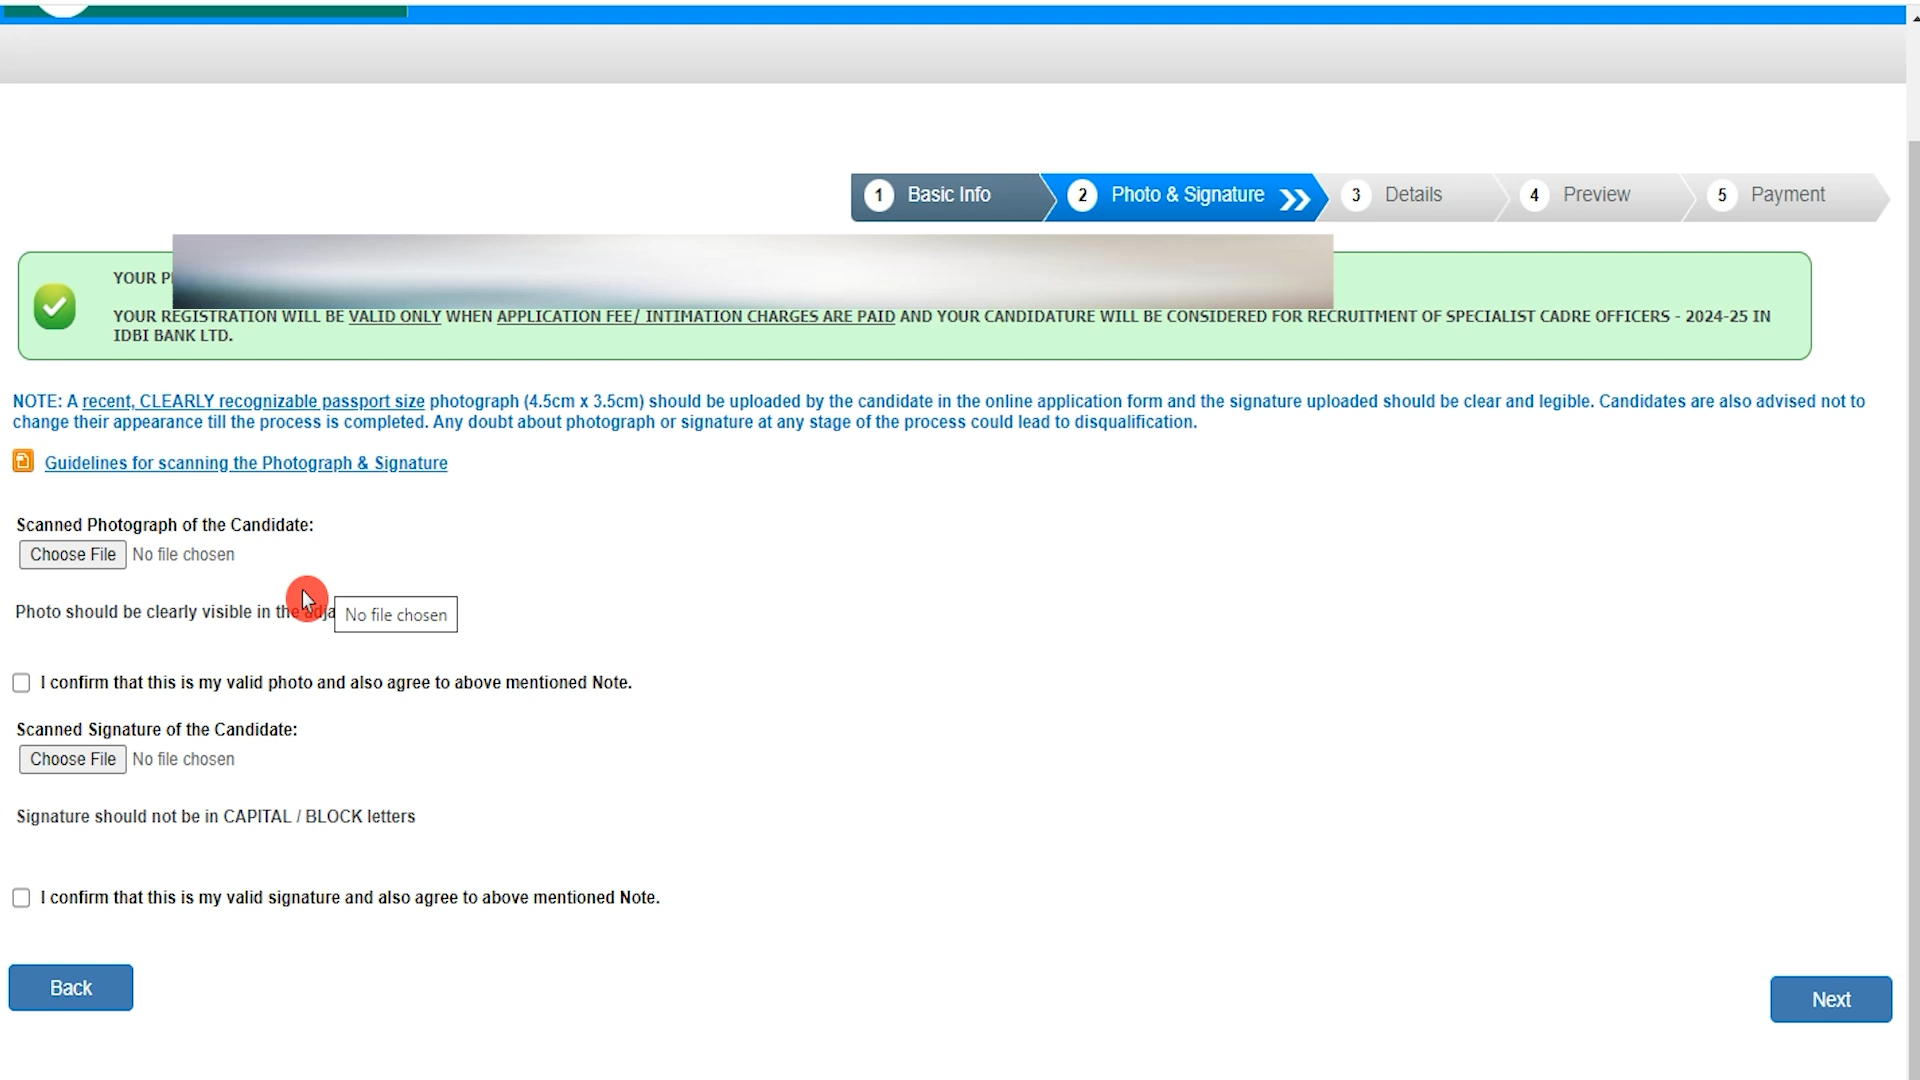 1 Basic Info 2 Photo & Signature 3 Details 4 Preview 5 Payment
YOUR
YOUR REGISTRATION WILL BE VALID ONLY WHEN APPLICATION FEE/ INTIMATION CHARGES ARE PAID AND YOUR CANDIDATURE WILL BE CONSIDERED FOR RECRUITMENT OF SPECIALIST CADRE OFFICERS - 2024-25 IN
IDBI BANK LTD.
NOTE: A recent, CLEARLY recognizable passport size photograph (4.5cm x 3.5cm) should be uploaded by the candidate in the online application form and the signature uploaded should be clear and legible. Candidates are also advised not to
change their appearance till the process is completed. Any doubt about photograph or signature at any stage of the process could lead to disqualification.
Guidelines for scanning the Photograph & Signature
Scanned Photograph of the Candidate:
Choose File No file chosen
Photo should be clearly visible in the
No file chosen
I confirm that this is my valid photo and also agree to above mentioned Note.
Scanned Signature of the Candidate:
Choose File No file chosen
Signature should not be in CAPITAL / BLOCK letters
I confirm that this is my valid signature and also agree to above mentioned Note.
Back
Next